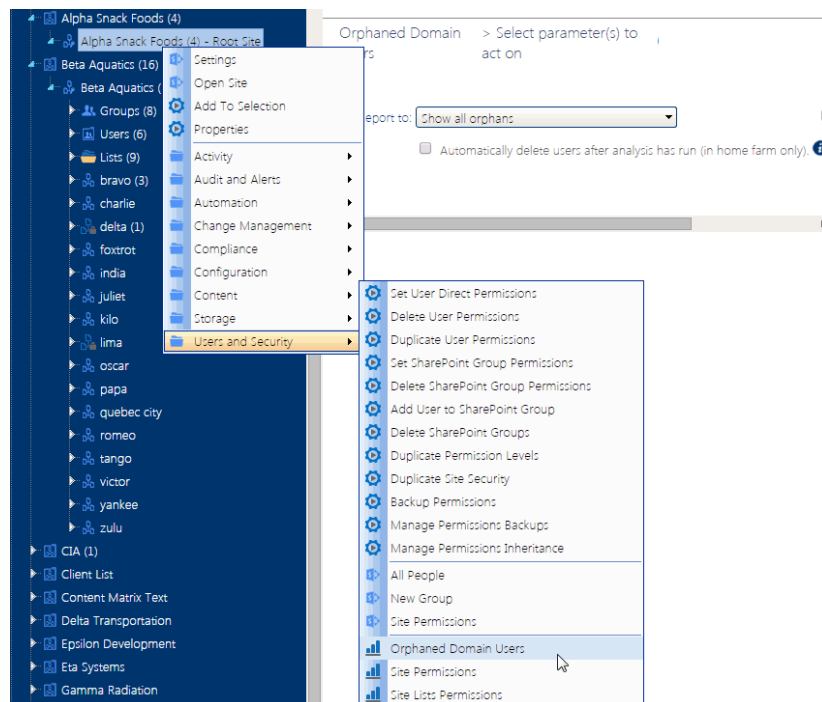 Alpha Snack Foods (4)
Alpha Snack Foods (4) - Root Site
Beta Aquatics (16)
Beta Aquatics (
Groups (8)
Users (6)
Lists (9)
bravo (3)
charlie
delta (1)
foxtrot
india
juliet
kilo
lima
oscar
papa
quebec city
romeo
tango
victor
yankee
zulu
CIA (1)
Client List
Content Matrix Text
Delta Transportation
Epsilon Development
Eta Systems
Gamma Radiation
Settings
Open Site
Add To Selection
Properties
Activity
Audit and Alerts
Automation
Change Management
Compliance
Configuration
Content
Storage
Users and Security
Orphaned Domain > Select parameter(s) to
rs act on
eport to: Show all orphans
Automatically delete users after analysis has run (in home farm only).
Set User Direct Permissions
Delete User Permissions
Duplicate User Permissions
Set SharePoint Group Permissions
Delete SharePoint Group Permissions
Add User to SharePoint Group
Delete SharePoint Groups
Duplicate Permission Levels
Duplicate Site Security
Backup Permissions
Manage Permissions Backups
Manage Permissions Inheritance
All People
New Group
Site Permissions
Orphaned Domain Users
Site Permissions
Site Lists Permissions